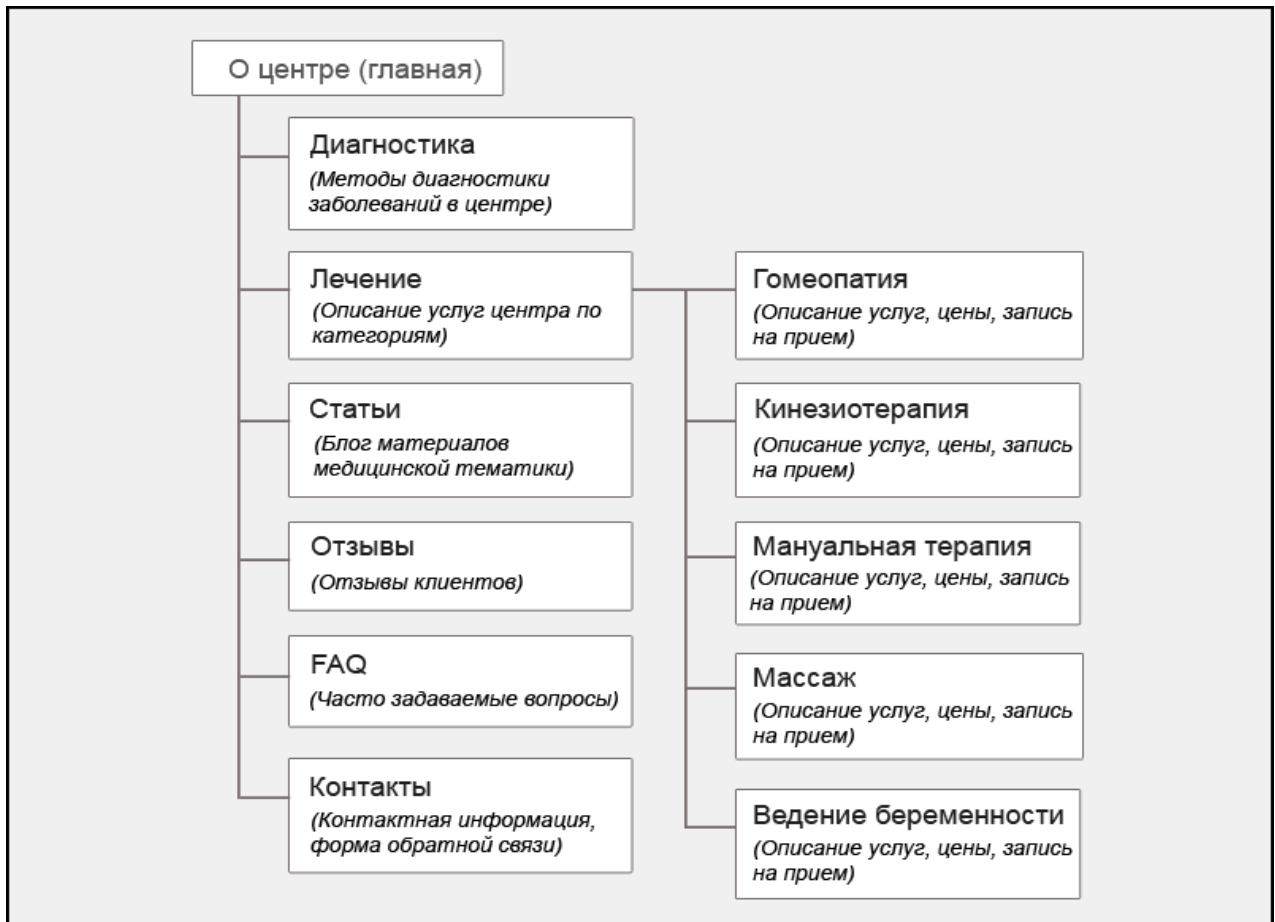 О центре (главная)
Диагностика
(Методы диагностики
заболеваний в центре)
Лечение
(Описание услуг центра по
категориям)
Статьи
(Блог материалов
медицинской тематики)
Отзывы
(Отзывы клиентов)
FAQ
(Часто задаваемые вопросы)
Контакты
(Контактная информация,
форма обратной связи)
Гомеопатия
(Описание услуг, цены, запись
на прием)
Кинезиотерапия
(Описание услуг, цены, запись
на прием)
Мануальная терапия
(Описание услуг, цены, запись
на прием)
Массаж
(Описание услуг, цены, запись
на прием)
Ведение беременности
(Описание услуг, цены, запись
на прием)